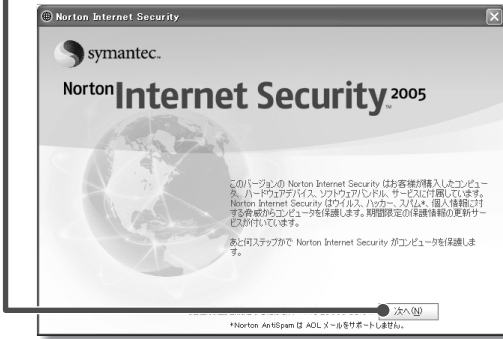 Norton Internet Security
symantec.
Norton Internet Security 2005
このバージョンの Norton Internet Security はお客様が購入したコンピュー
タ、ハードウェアデバイス、ソフトウェアバンドル、サービスに付属しています。
Norton Internet Security はウイルス、ハッカー、スパム*、個人情報に対
する脅威からコンピュータを保護します。期間限定の保護情報の更新サー
ビスが付いています。
あと何ステップかで Norton Internet Security がコンピュータを保護しま
す。
次へ(N)
*Norton AntiSpam は AOL メールをサポートしません。